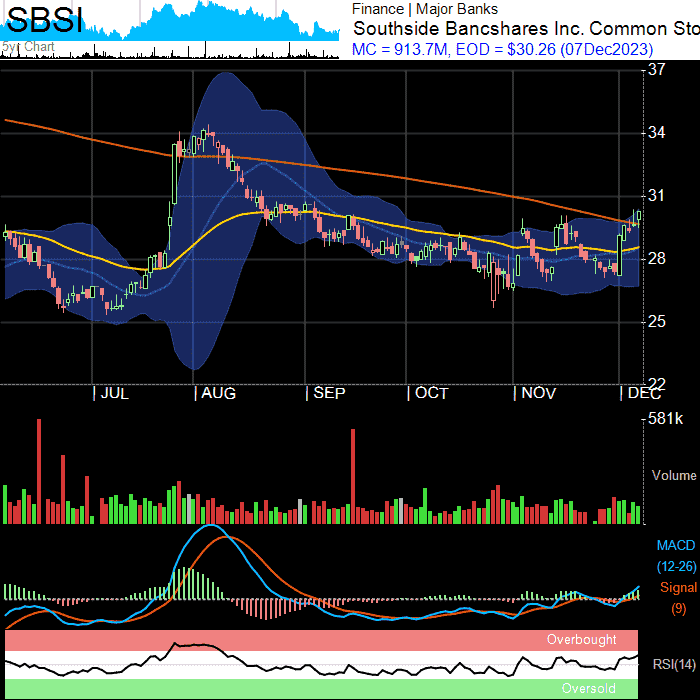 SBSI
5yr Chart
Finance | Major Banks
Southside Bancshares Inc. Common Sto
MC = 913.7M, EOD = $30.26 (07Dec2023)
37
34
31
28
25
22
| JUL | AUG | SEP | OCT | NOV | DEC
581k
Volume
MACD
(12-26)
Signal
(9)
Overbought
RSI(14)
Oversold